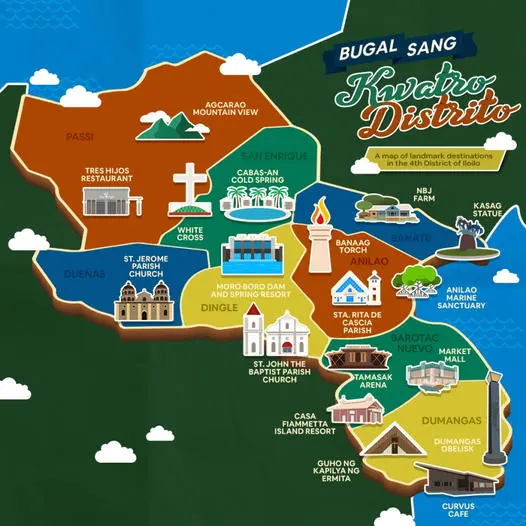 BUGAL SANG
Kwatro
Distrito
A map of landmark destinations
in the 4th District of Iloilo
AGCARAO
MOUNTAIN VIEW
PASSI
TRES HIJOS
RESTAURANT
SAN ENRIQUE
CABAS-AN
COLD SPRING
WHITE
CROSS
NBJ
FARM
KASAG
STATUE
BANATE
BANAAG
TORCH
ANILAO
ST. JEROME
PARISH
CHURCH
DUEÑAS
MORO BORO DAM
AND SPRING RESORT
DINGLE
ANILAO
MARINE
SANCTUARY
STA. RITA DE
CASCIA
PARISH
BAROTAC
NUEVO
MARKET
MALL
ST. JOHN THE
BAPTIST PARISH
CHURCH
TAMASAK
ARENA
CASA
FIAMMETTA
ISLAND RESORT
DUMANGAS
DUMANGAS
OBELISK
GUHO NG
KAPILYA NG
ERMITA
CURVUS
CAFE